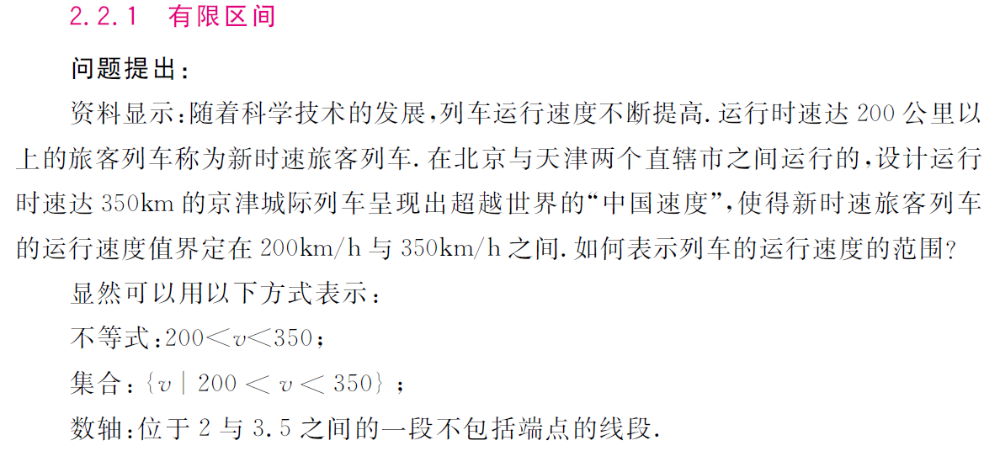 2.2.1 有限区间
问题提出:
资料显示:随着科学技术的发展,列车运行速度不断提高.运行时速达 200 公里以
上的旅客列车称为新时速旅客列车.在北京与天津两个直辖市之间运行的,设计运行
时速达 350km 的京津城际列车呈现出超越世界的“中国速度”,使得新时速旅客列车
的运行速度值界定在 200km/h 与 350km/h 之间.如何表示列车的运行速度的范围?
显然可以用以下方式表示:
不等式:200<v<350;
集合:{v | 200 < v < 350};
数轴:位于 2 与 3.5 之间的一段不包括端点的线段.